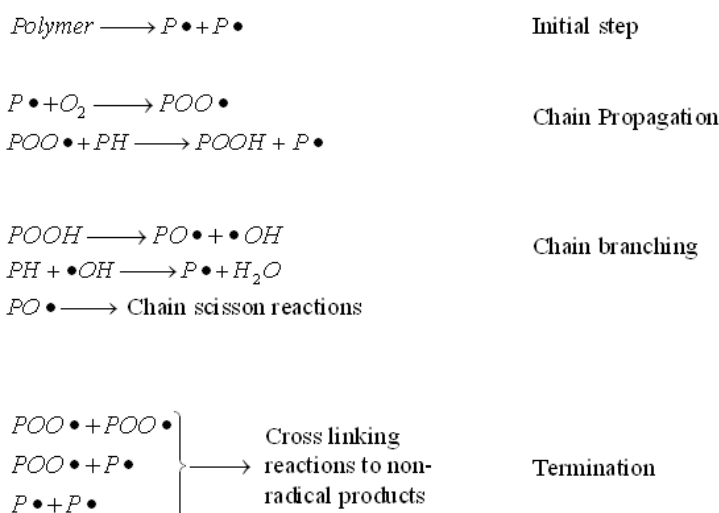 Polymer ⟶ P•+P• Initial step
P•+O₂ ⟶ POO•
Chain Propagation
POO•+PH ⟶ POOH + P•
POOH ⟶ PO•+•OH
Chain branching
PH + •OH ⟶ P•+H₂O
PO• ⟶ Chain scisson reactions
POO•+POO•
POO•+P•
P•+P•
⟶
Cross linking
reactions to non-
radical products
Termination